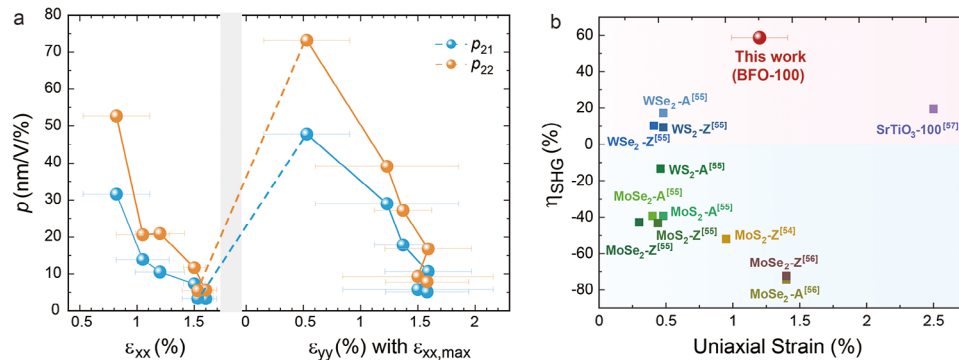 a
p (nm/V/%)
80
70
60
50
40
30
20
10
0
p21
p22
0.5 1.0 1.5 0 0.5 1.0 1.5 2
εxx (%) εyy (%) with εxx,max
b
ηSHG (%)
60
40
20
0
-20
-40
-60
-80
This work
(BFO-100)
WSe2-A[55]
WSe2-Z[55]
WS2-Z[55]
SrTiO3-100[57]
WS2-A[55]
MoSe2-A[55]
MoS2-A[55]
MoS2-Z[55]
MoSe2-Z[55]
MoS2-Z[54]
MoSe2-Z[56]
MoSe2-A[56]
0 0.5 1 1.5 2 2.5
Uniaxial Strain (%)